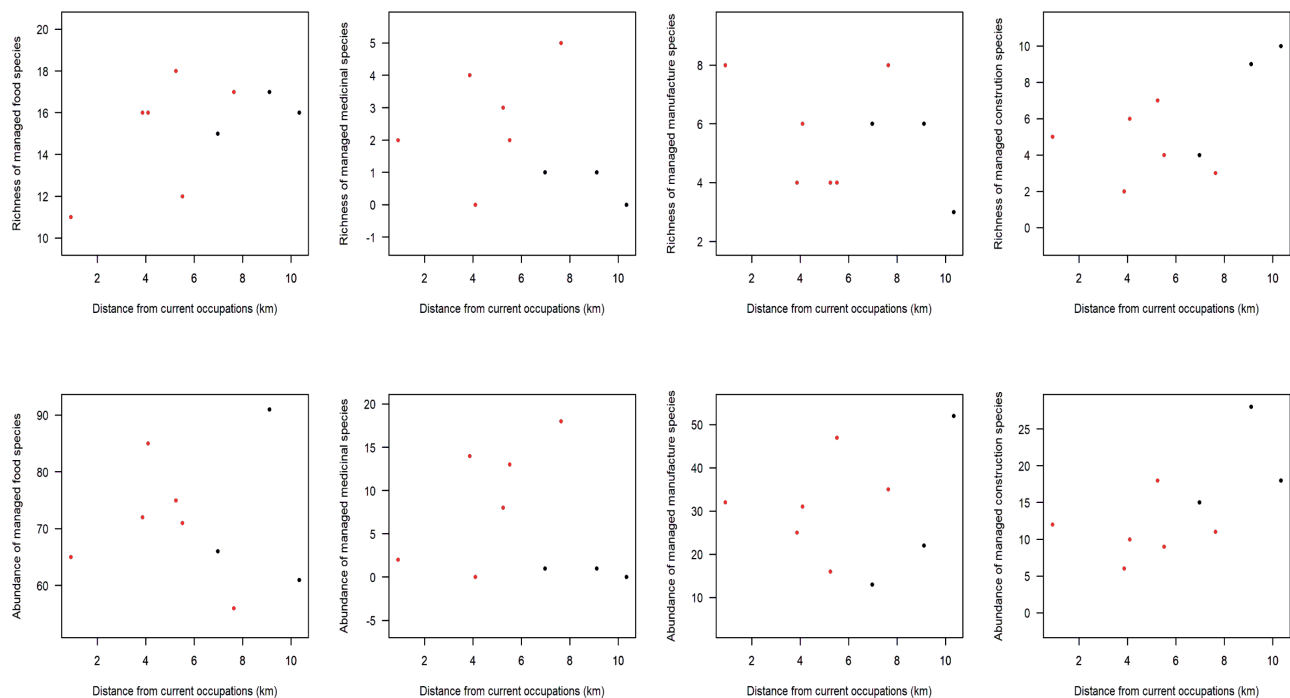 Richness of managed food species
20
18
16
14
12
10
2 4 6 8 10
Distance from current occupations (km)
Richness of managed medicinal species
5
4
3
2
1
0
-1
2 4 6 8 10
Distance from current occupations (km)
Richness of managed manufacture species
8
6
4
2
2 4 6 8 10
Distance from current occupations (km)
Richness of managed constrution species
10
8
6
4
2
0
2 4 6 8 10
Distance from current occupations (km)
Abundance of managed food species
90
80
70
60
2 4 6 8 10
Distance from current occupations (km)
Abundance of managed medicinal species
20
15
10
5
0
-5
2 4 6 8 10
Distance from current occupations (km)
Abundance of managed manufacture species
50
40
30
20
10
2 4 6 8 10
Distance from current occupations (km)
Abundance of managed construction species
25
20
15
10
5
0
2 4 6 8 10
Distance from current occupations (km)